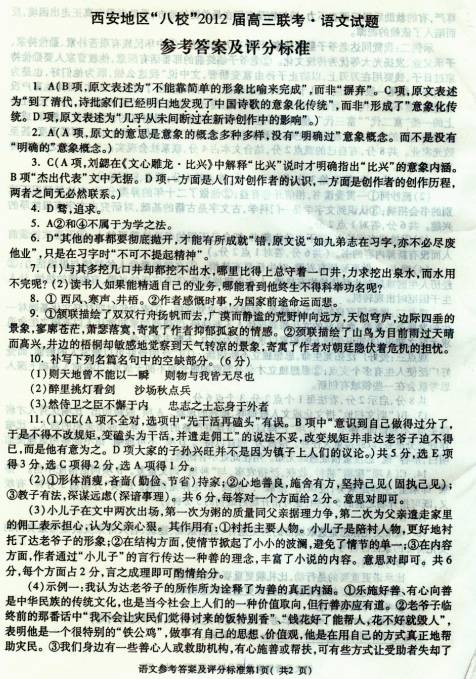 西安地区“八校”2012届高三联考·语文试题
参考答案及评分标准
1. A(B项,原文表述为“不能靠简单的形象比喻来完成”,而非“摒弃”。C项,原文表述
为“到了清代,诗批家们已经明白地发现了中国诗歌的意象化传统”,而非“形成了”意象化传
统。D项,原文表述为“几乎从未间断过在新诗创作中的影响”。)
2. A(A项,原文的意思是意象的概念多种多样,没有“明确过”意象概念。而不是没有
“明确的”意象概念。)
3. C(A项,刘勰在《文心雕龙·比兴》中解释“比兴”说时才明确指出“比兴”的意象内涵。
B项“杰出代表”文中无据。D项一方面是人们对创作者的认识,一方面是创作者的创作历程,
两者之间无必然联系。)
4. D 骛,追求。
5. A②和④不属于为学之法。
6. D“其他的事都要彻底抛开,才能有所成就”错,原文说“如九弟志在习字,亦不必尽废
他业”,只是在习字时“不可不提起精神”。
7. (1)与其多挖几口井却都挖不出水,哪里比得上总守着一口井,力求挖出泉水,而水用
不完呢?(2)读书人如果能精通自己的业务,哪能看到他终生不得科举功名呢?
8. ① 西风、寒声、井梧。②作者感慨时事,为国家前途命运而悲。
9. ①颔联描绘了双双行舟扬帆而去,广漠而静谧的荒野伸向远方,天似穹庐,边际四垂的
景象,寥廓苍茫,萧瑟落寞,寄寓了作者抑郁孤寂的情感。②颈联描绘了山鸟为目前雨过天晴
而高兴,井边的梧桐却敏感地觉察到天气转凉的景象,寄寓了作者对朝廷隐伏着危机的担忧。
10. 补写下列名篇名句中的空缺部分。(6分)
(1)则天地曾不能以一瞬 则物与我皆无尽也
(2)醉里挑灯看剑 沙场秋点兵
(3)然侍卫之臣不懈于内 忠志之士忘身于外者
11. (1)CE(A项不全对,选项中“先干活再磕头”有误。B项中“意识到自己做得过分了,
于是不得不改规矩,变磕头为干活,并遣走佣工”的说法不妥,改变规矩并非达老爷子迫不得
已,而是他有意为之。D项大家的子孙兴旺并不是因为镇子上人们的议论。)共5分,选E项
得3分,选C项得2分,选A项得1分。
(2)①形体消瘦,吝啬(勤俭、节省)持家;②心地善良,施舍有方,坚持己见(固执己见);
③教子有法,深谋远虑(深谙事理)。共6分,每答对一个方面给2分。意思对即可。
(3)小儿子在文中两次出场,第一次为粥的质量同父亲据理力争,第二次为父亲遣走家里
的佣工表示担心,认为父亲心狠。其作用有:①衬托主要人物。小儿子是陪衬人物,更好地衬
托了达老爷子的形象;②在结构方面,使情节掀起了小小的波澜,避免了情节的单一;③在内容
方面,作者通过“小儿子”的言行传达一种善的理念,丰富了小说的内容。意思对即可。共6
分,每个方面占2分,言之成理即可酌情给分。
(4)示例一:我认为达老爷子的所作所为诠释了为善的真正内涵。①乐施好善、有心向善
是中华民族的传统文化,也是当今社会上人们的一种价值取向,但行善亦应有道。②老爷子临
终前的那番话中“我不会让灾民们觉得讨来的饭特别香”、“钱花好了能帮人,花不好就毁人”,
表明他是一个很特别的“铁公鸡”,做事有自己的思想、价值观,他是在用自己的方式真正地帮
助灾民。③我们身边有一些善心人或救助机构,有心施善或帮扶,可有些方式让受助者失却了
语文参考答案及评分标准第1页(共2页)